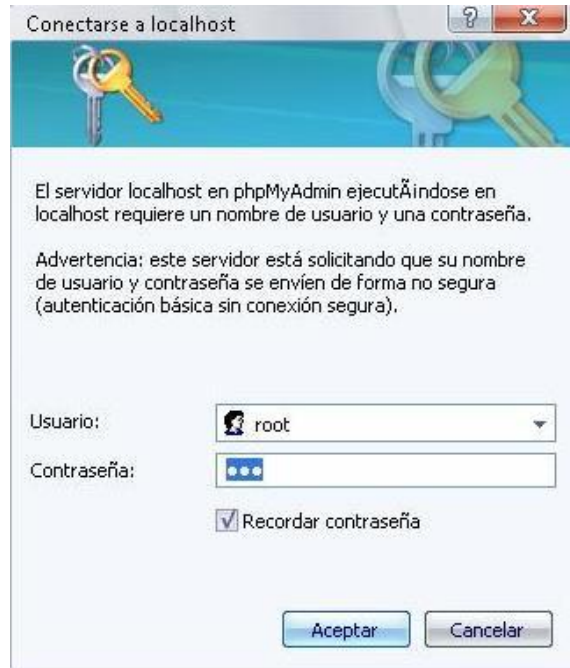 Conectarse a localhost
El servidor localhost en phpMyAdmin ejecutÃ¡ndose en
localhost requiere un nombre de usuario y una contraseña.
Advertencia: este servidor está solicitando que su nombre
de usuario y contraseña se envíen de forma no segura
(autenticación básica sin conexión segura).
Usuario: root
Contraseña: •••
Recordar contraseña
Aceptar Cancelar